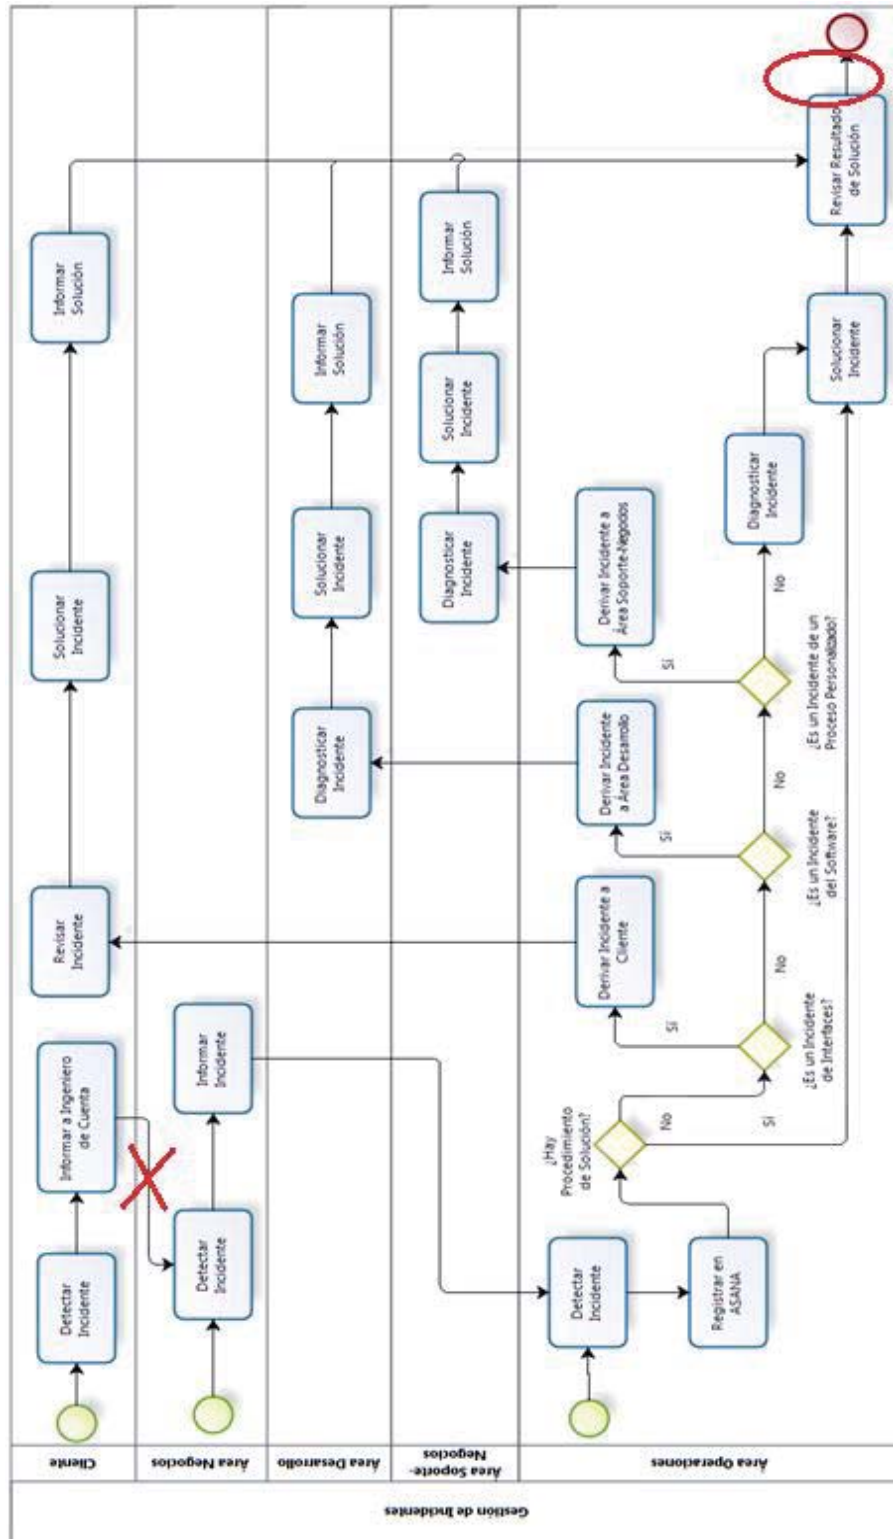 Gestión de Incidentes
Cliente
Detectar
Incidente
Informar a Ingeniero
de Cuenta
Revisar
Incidente
Solucionar
Incidente
Informar
Solución
Área Negocios
Detectar
Incidente
Informar
Incidente
Área Desarrollo
Diagnosticar
Incidente
Solucionar
Incidente
Informar
Solución
Área Soporte-
Negocios
Diagnosticar
Incidente
Solucionar
Incidente
Informar
Solución
Área Operaciones
Detectar
Incidente
Registrar en
ASANA
¿Hay
Procedimiento
de Solución?
No
Sí
¿Es un Incidente
de Interfaces?
Sí
No
Derivar Incidente a
Cliente
¿Es un Incidente
del Software?
Sí
No
Derivar Incidente
a Área Desarrollo
¿Es un Incidente de un
Proceso Personalizado?
Sí
No
Derivar Incidente a
Área Soporte-Negocios
Diagnosticar
Incidente
Solucionar
Incidente
Revisar Resultado
de Solución